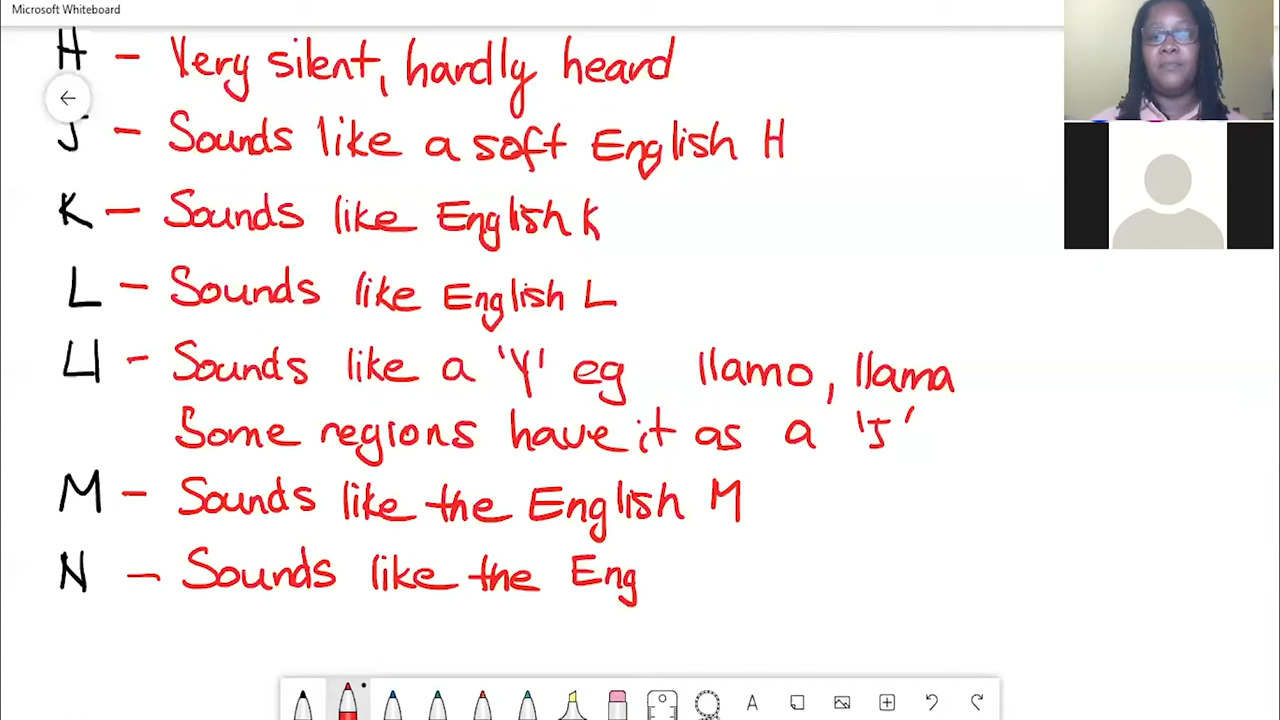 Microsoft Whiteboard
H - Very silent, hardly heard
J - Sounds like a soft English H
K - Sounds like English K
L - Sounds like English L
Ll - Sounds like a 'Y' eg llamo, llama
Some regions have it as a 'J'
M - Sounds like the English M
N - Sounds like the Eng
A